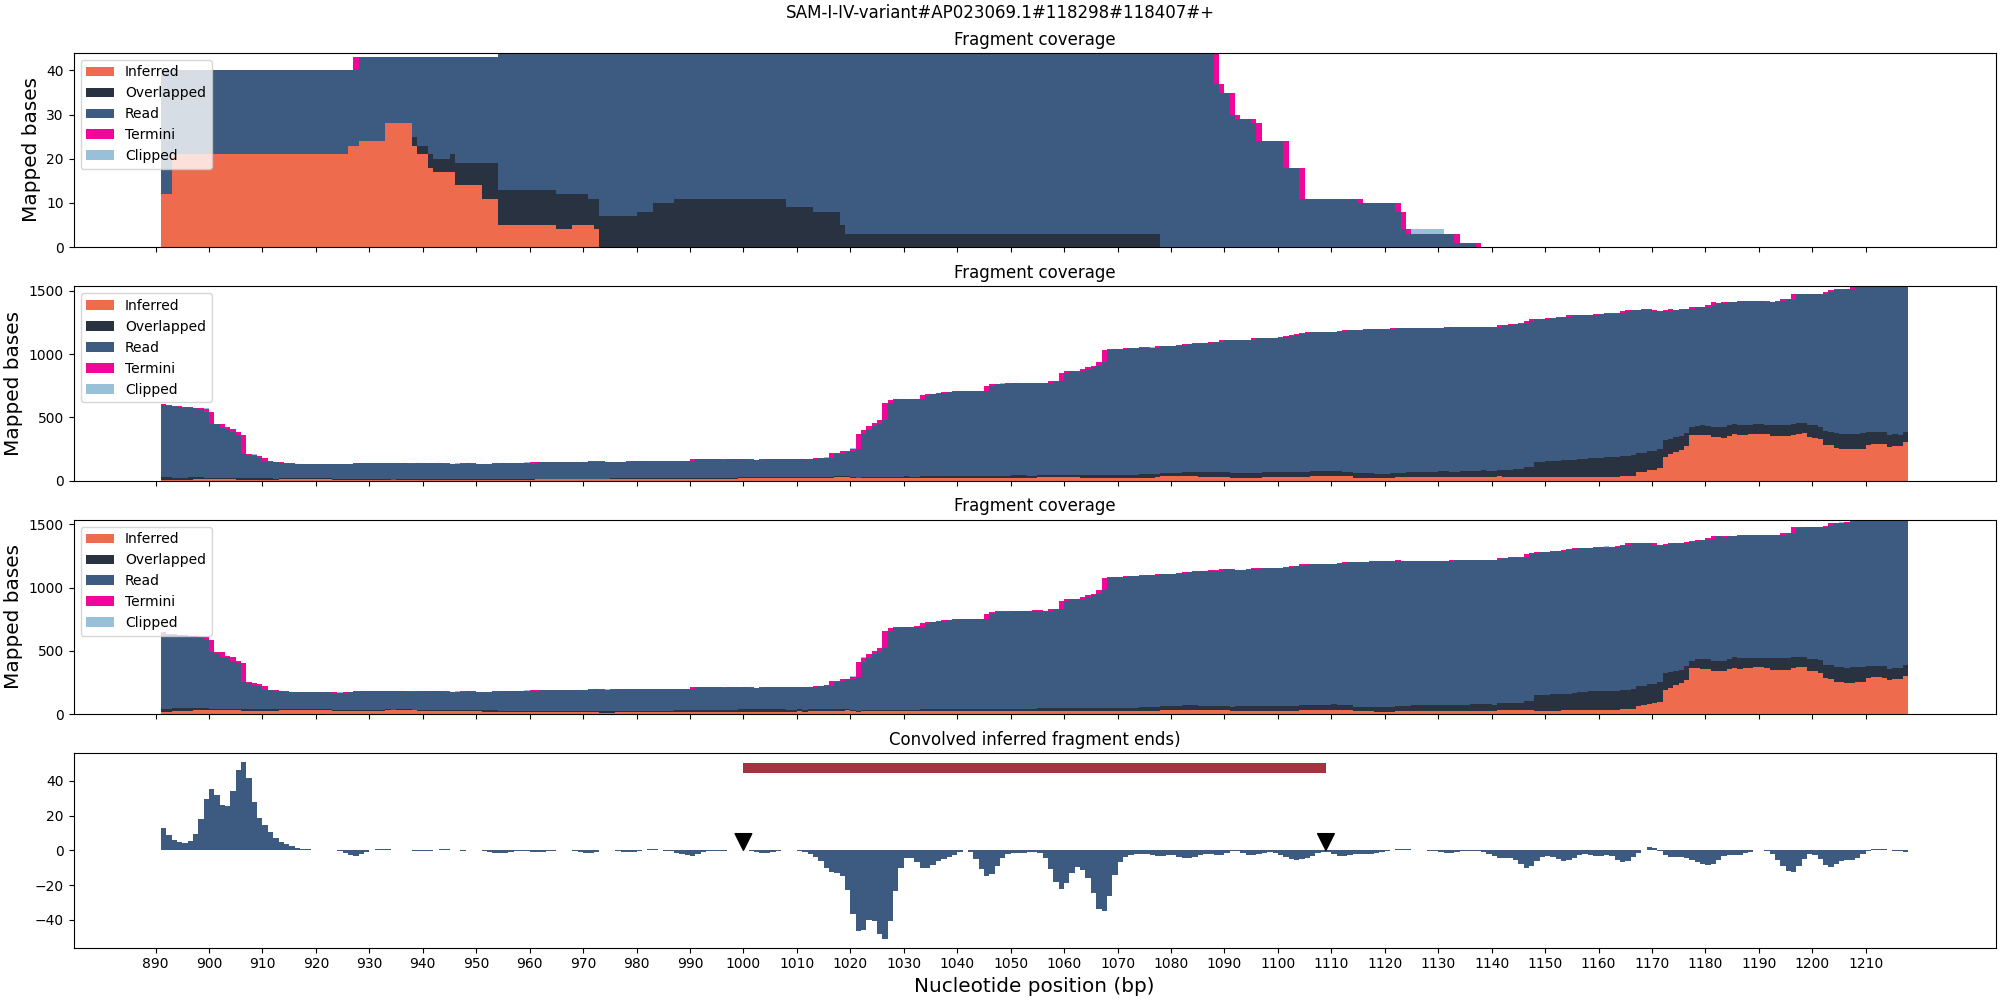 SAM-I-IV-variant#AP023069.1#118298#118407#+
Fragment coverage
Mapped bases
40
30
20
10
0
Inferred
Overlapped
Read
Termini
Clipped
Fragment coverage
Mapped bases
1500
1000
500
0
Inferred
Overlapped
Read
Termini
Clipped
Fragment coverage
Mapped bases
1500
1000
500
0
Inferred
Overlapped
Read
Termini
Clipped
Convolved inferred fragment ends)
40
20
0
−20
−40
890 900 910 920 930 940 950 960 970 980 990 1000 1010 1020 1030 1040 1050 1060 1070 1080 1090 1100 1110 1120 1130 1140 1150 1160 1170 1180 1190 1200 1210
Nucleotide position (bp)